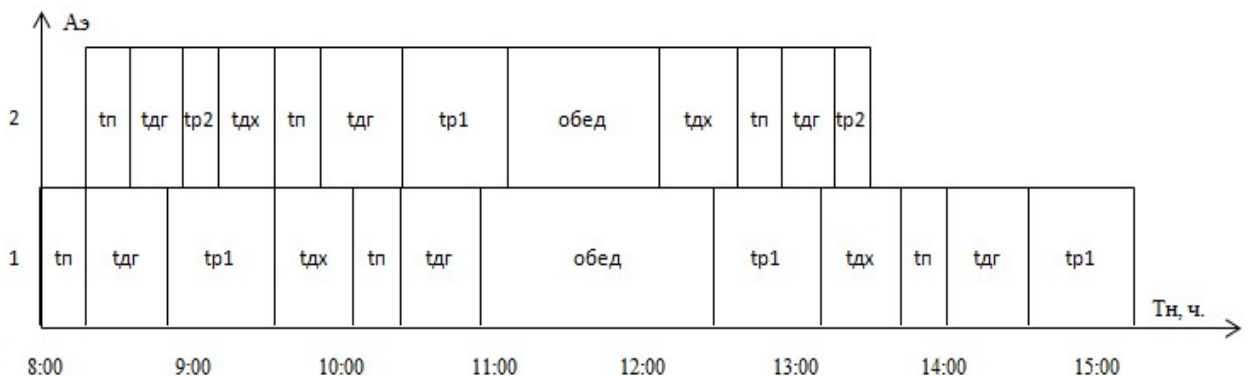 Аэ
2 tп tдг tр2 tдх tп tдг tр1 обед tдх tп tдг tр2
1 tп tдг tр1 tдх tп tдг обед tр1 tдх tп tдг tр1
Тн, ч.
8:00 9:00 10:00 11:00 12:00 13:00 14:00 15:00